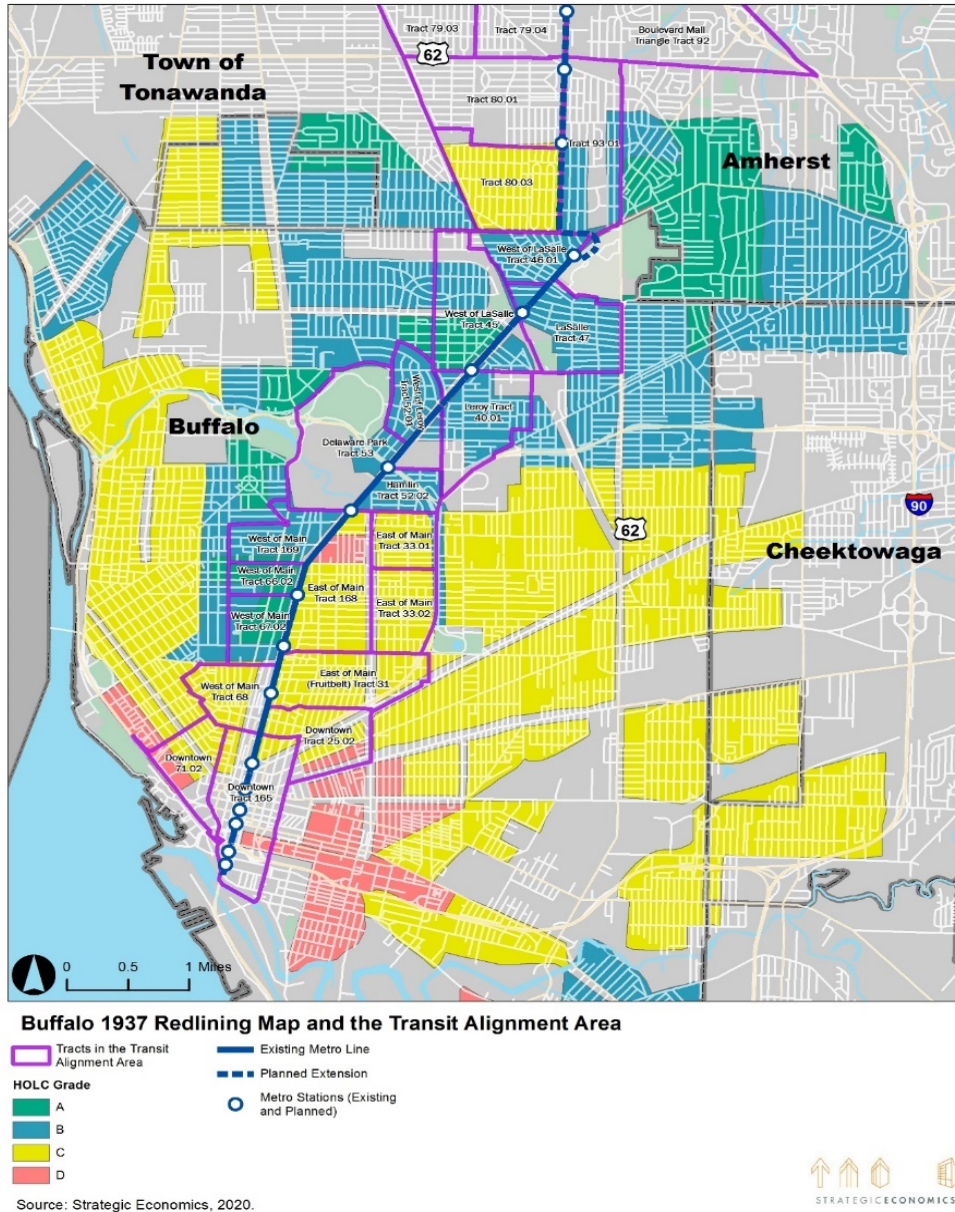 Tract 79.03
Tract 79.04
Boulevard Mall
Triangle Tract 92
62
Town of
Tonawanda
Tract 80.01
Tract 93.01
Amherst
Tract 80.03
West of LaSalle
Tract 46.01
West of LaSalle
Tract 45
LaSalle
Tract 47
West of Leroy
Tract 52.01
Leroy Tract
40.01
Buffalo
Delaware Park
Tract 53
Hamlin
Tract 52.02
90
62
West of Main
Tract 169
East of Main
Tract 33.01
Cheektowaga
West of Main
Tract 66.02
East of Main
Tract 168
East of Main
Tract 33.02
West of Main
Tract 67.02
East of Main
(Fruitbelt) Tract 31
West of Main
Tract 68
Downtown
Tract 25.02
Downtown
71.02
Downtown
Tract 165
0 0.5 1 Miles
Buffalo 1937 Redlining Map and the Transit Alignment Area
Tracts in the Transit
Alignment Area
HOLC Grade
A
B
C
D
Existing Metro Line
Planned Extension
Metro Stations (Existing
and Planned)
STRATEGICECONOMICS
Source: Strategic Economics, 2020.